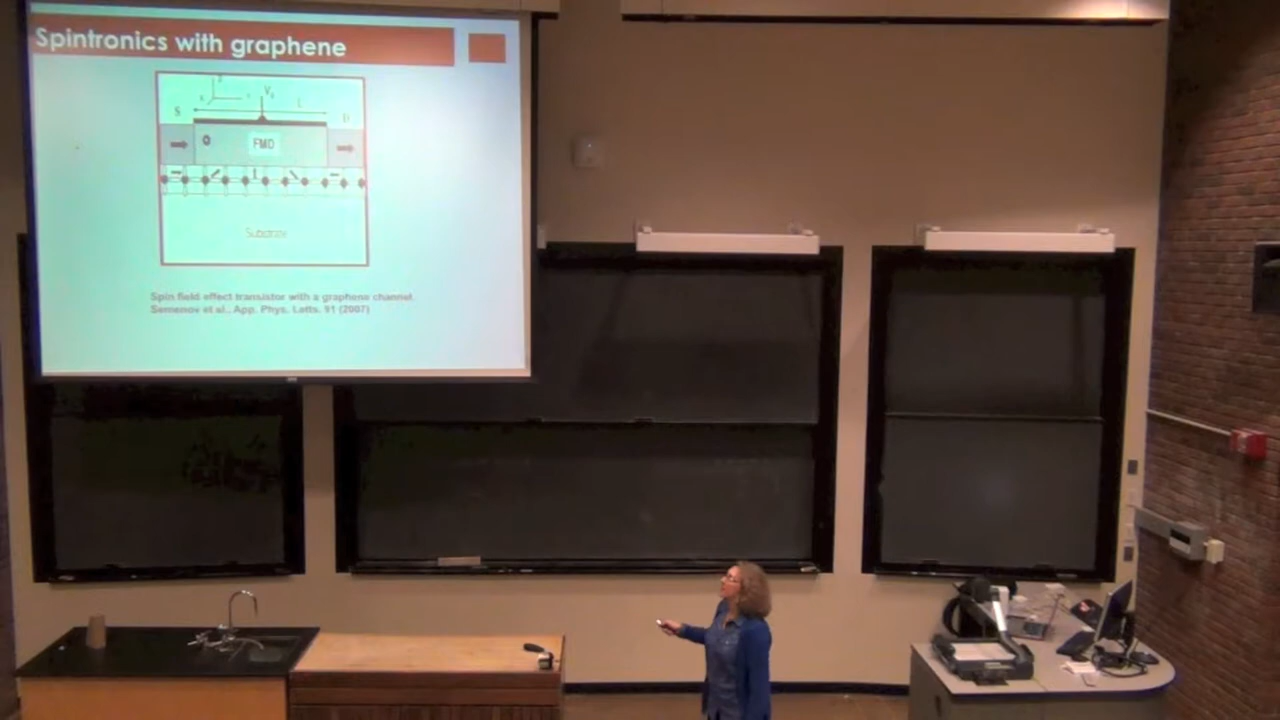 Spintronics with graphene
V
S
L
D
FMD
Substrate
Spin field effect transistor with a graphene channel.
Semenov et al., App. Phys. Letts. 91 (2007)